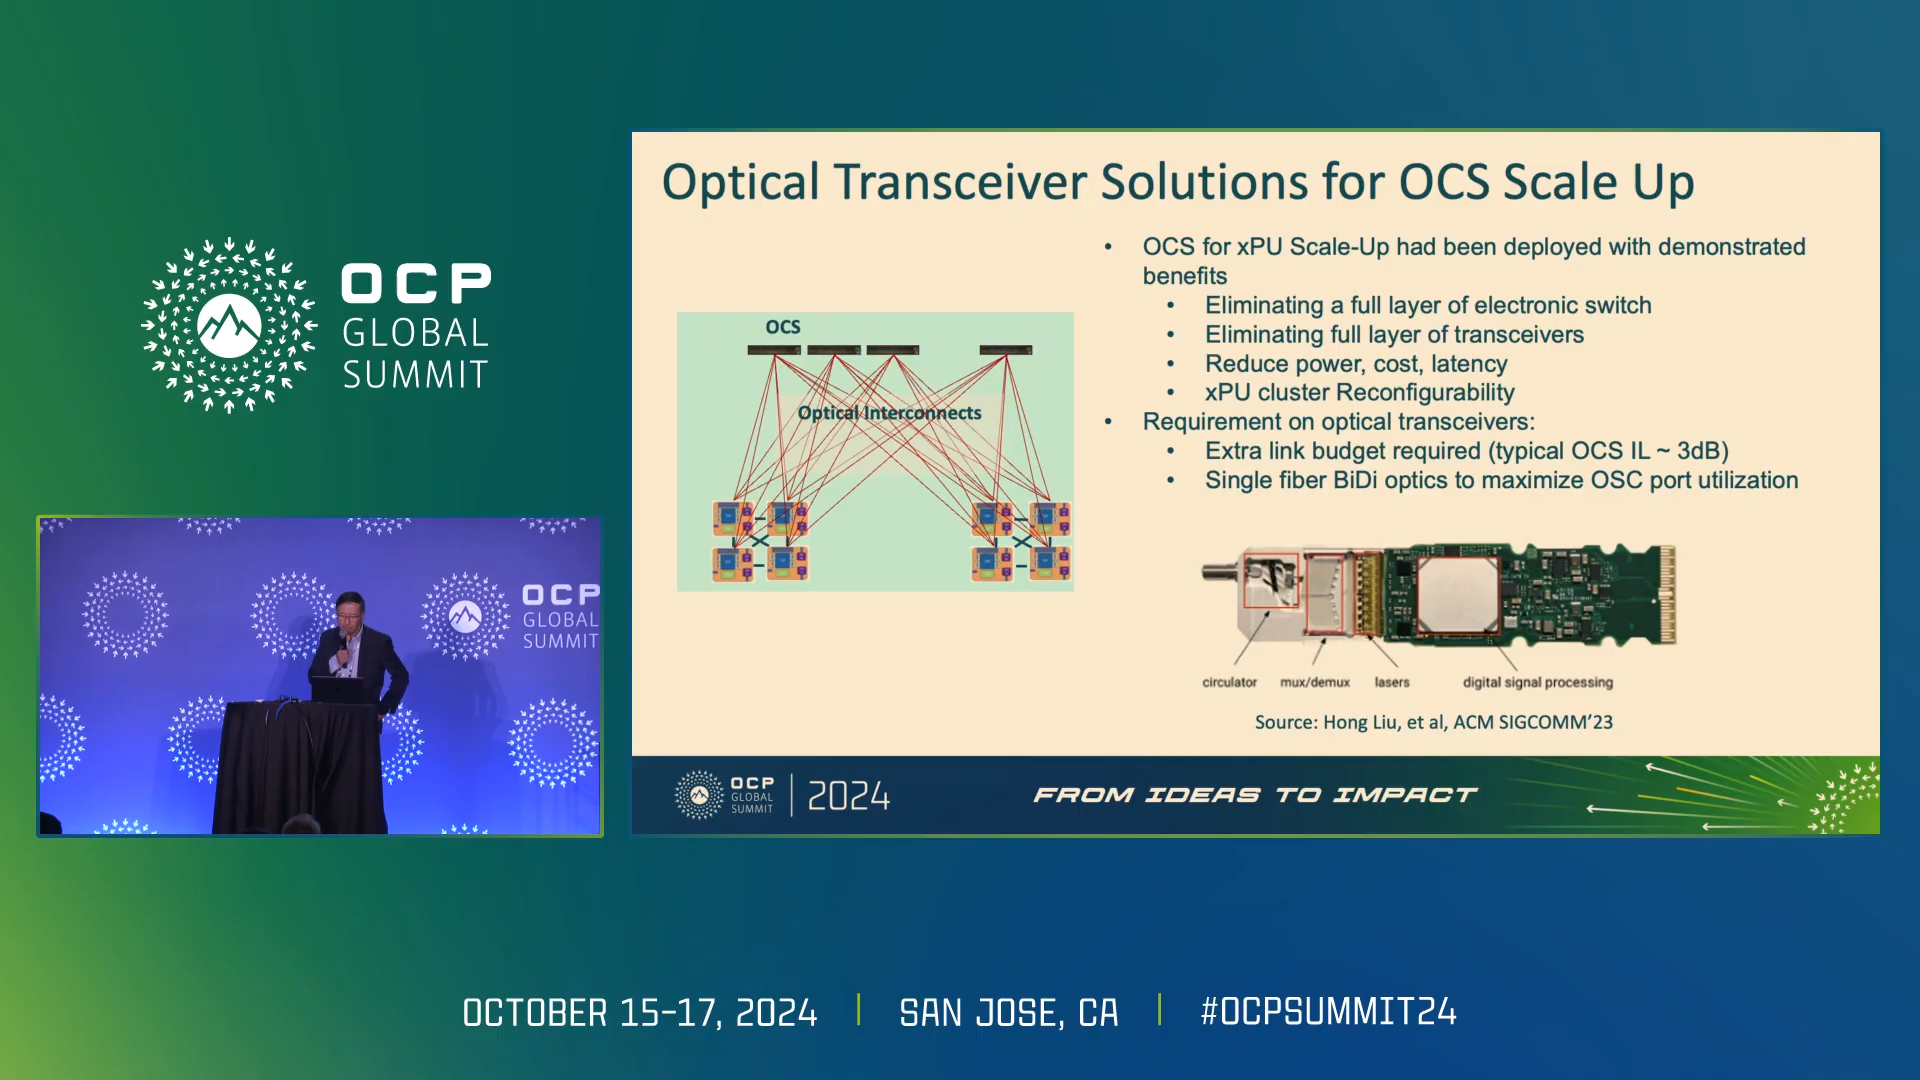 OCP
GLOBAL
SUMMIT
OCP
GLOBAL
SUMMIT
Optical Transceiver Solutions for OCS Scale Up
OCS
Optical Interconnects
• OCS for xPU Scale-Up had been deployed with demonstrated
benefits
• Eliminating a full layer of electronic switch
• Eliminating full layer of transceivers
• Reduce power, cost, latency
• xPU cluster Reconfigurability
• Requirement on optical transceivers:
• Extra link budget required (typical OCS IL ~ 3dB)
• Single fiber BiDi optics to maximize OSC port utilization
circulator mux/demux lasers digital signal processing
Source: Hong Liu, et al, ACM SIGCOMM'23
OCP
GLOBAL
SUMMIT
2024
FROM IDEAS TO IMPACT
OCTOBER 15-17, 2024 | SAN JOSE, CA | #OCPSUMMIT24